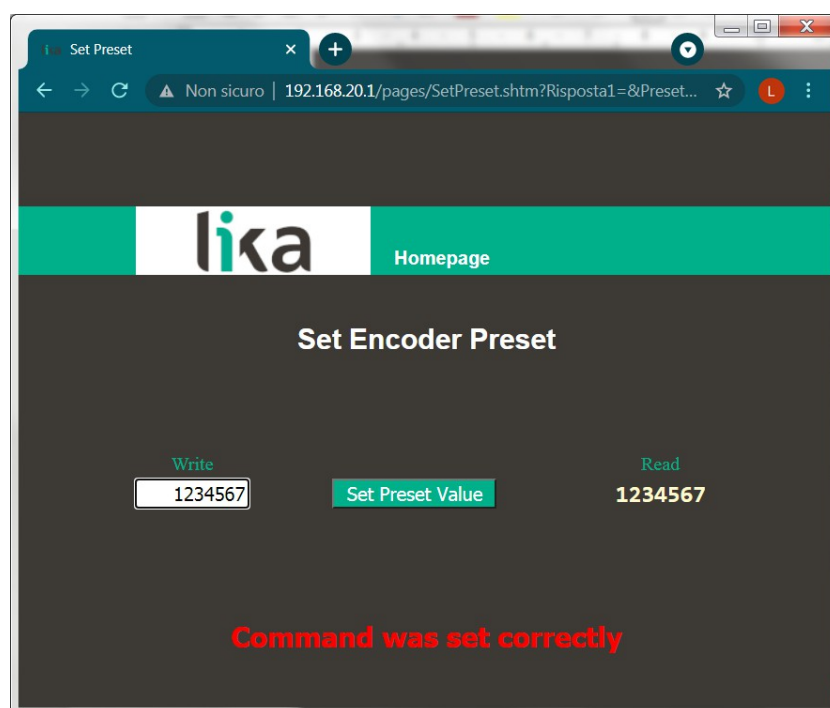 Set Preset
Non sicuro | 192.168.20.1/pages/SetPreset.shtm?Risposta1=&Preset...
L
lika
Homepage
Set Encoder Preset
Write
Read
1234567
Set Preset Value
1234567
Command was set correctly